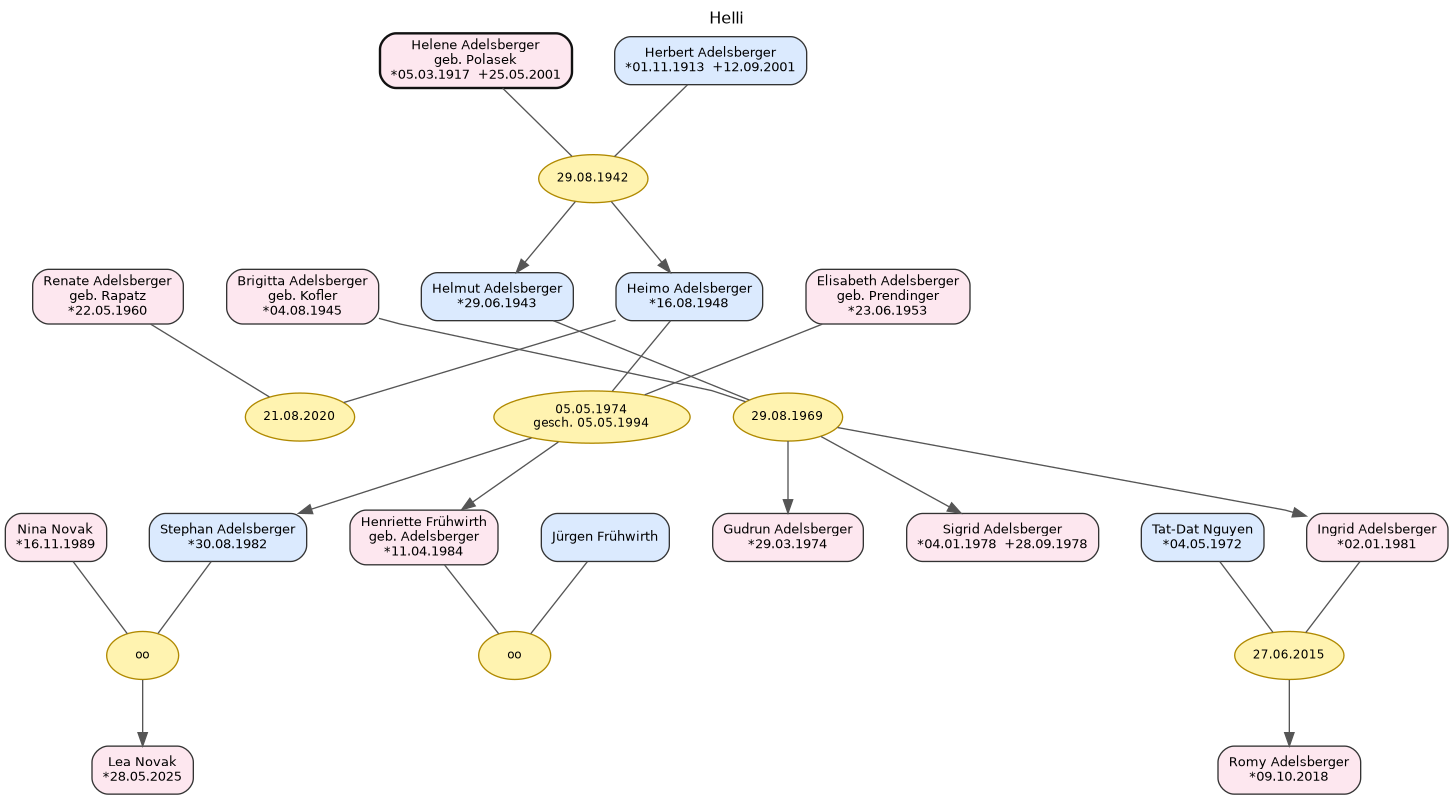 Helli
Helene Adelsberger
geb. Polasek
*05.03.1917  +25.05.2001
Herbert Adelsberger
*01.11.1913  +12.09.2001
29.08.1942
Renate Adelsberger
geb. Rapatz
*22.05.1960
Brigitta Adelsberger
geb. Kofler
*04.08.1945
Helmut Adelsberger
*29.06.1943
Heimo Adelsberger
*16.08.1948
Elisabeth Adelsberger
geb. Prendinger
*23.06.1953
21.08.2020
05.05.1974
gesch. 05.05.1994
29.08.1969
Nina Novak
*16.11.1989
Stephan Adelsberger
*30.08.1982
Henriette Frühwirth
geb. Adelsberger
*11.04.1984
Jürgen Frühwirth
Gudrun Adelsberger
*29.03.1974
Sigrid Adelsberger
*04.01.1978  +28.09.1978
Tat-Dat Nguyen
*04.05.1972
Ingrid Adelsberger
*02.01.1981
oo
oo
27.06.2015
Lea Novak
*28.05.2025
Romy Adelsberger
*09.10.2018